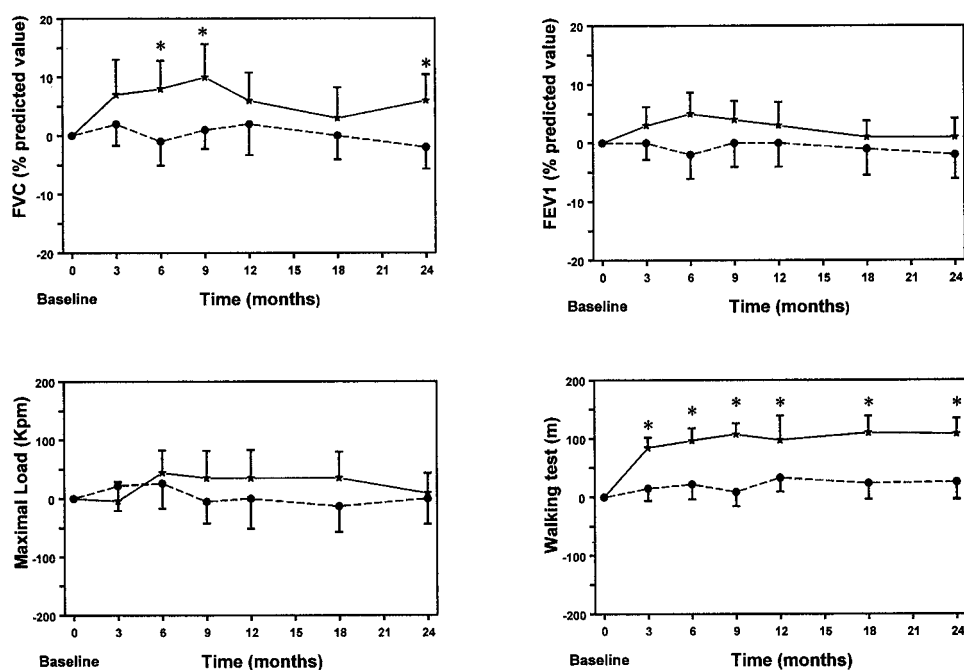 20
10
0
-10
-20
FVC (% predicted value)
* * *
0 3 6 9 12 15 18 21 24
Baseline Time (months)
20
10
0
-10
-20
FEV1 (% predicted value)
0 3 6 9 12 15 18 21 24
Baseline Time (months)
200
100
0
-100
-200
Maximal Load (Kpm)
0 3 6 9 12 15 18 21 24
Baseline Time (months)
200
100
0
-100
-200
Walking test (m)
* * * * * *
0 3 6 9 12 15 18 21 24
Baseline Time (months)